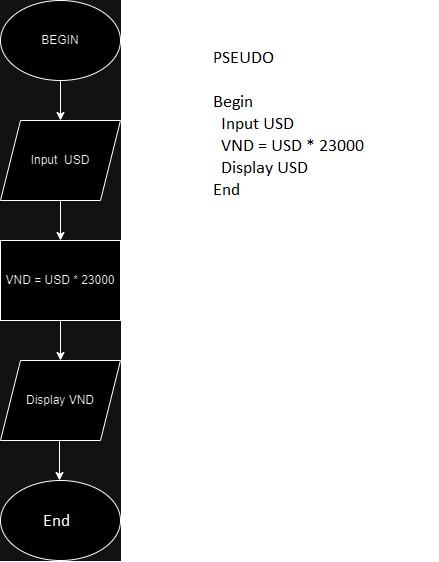 BEGIN
Input USD
VND = USD * 23000
Display VND
End
PSEUDO
Begin
Input USD
VND = USD * 23000
Display USD
End